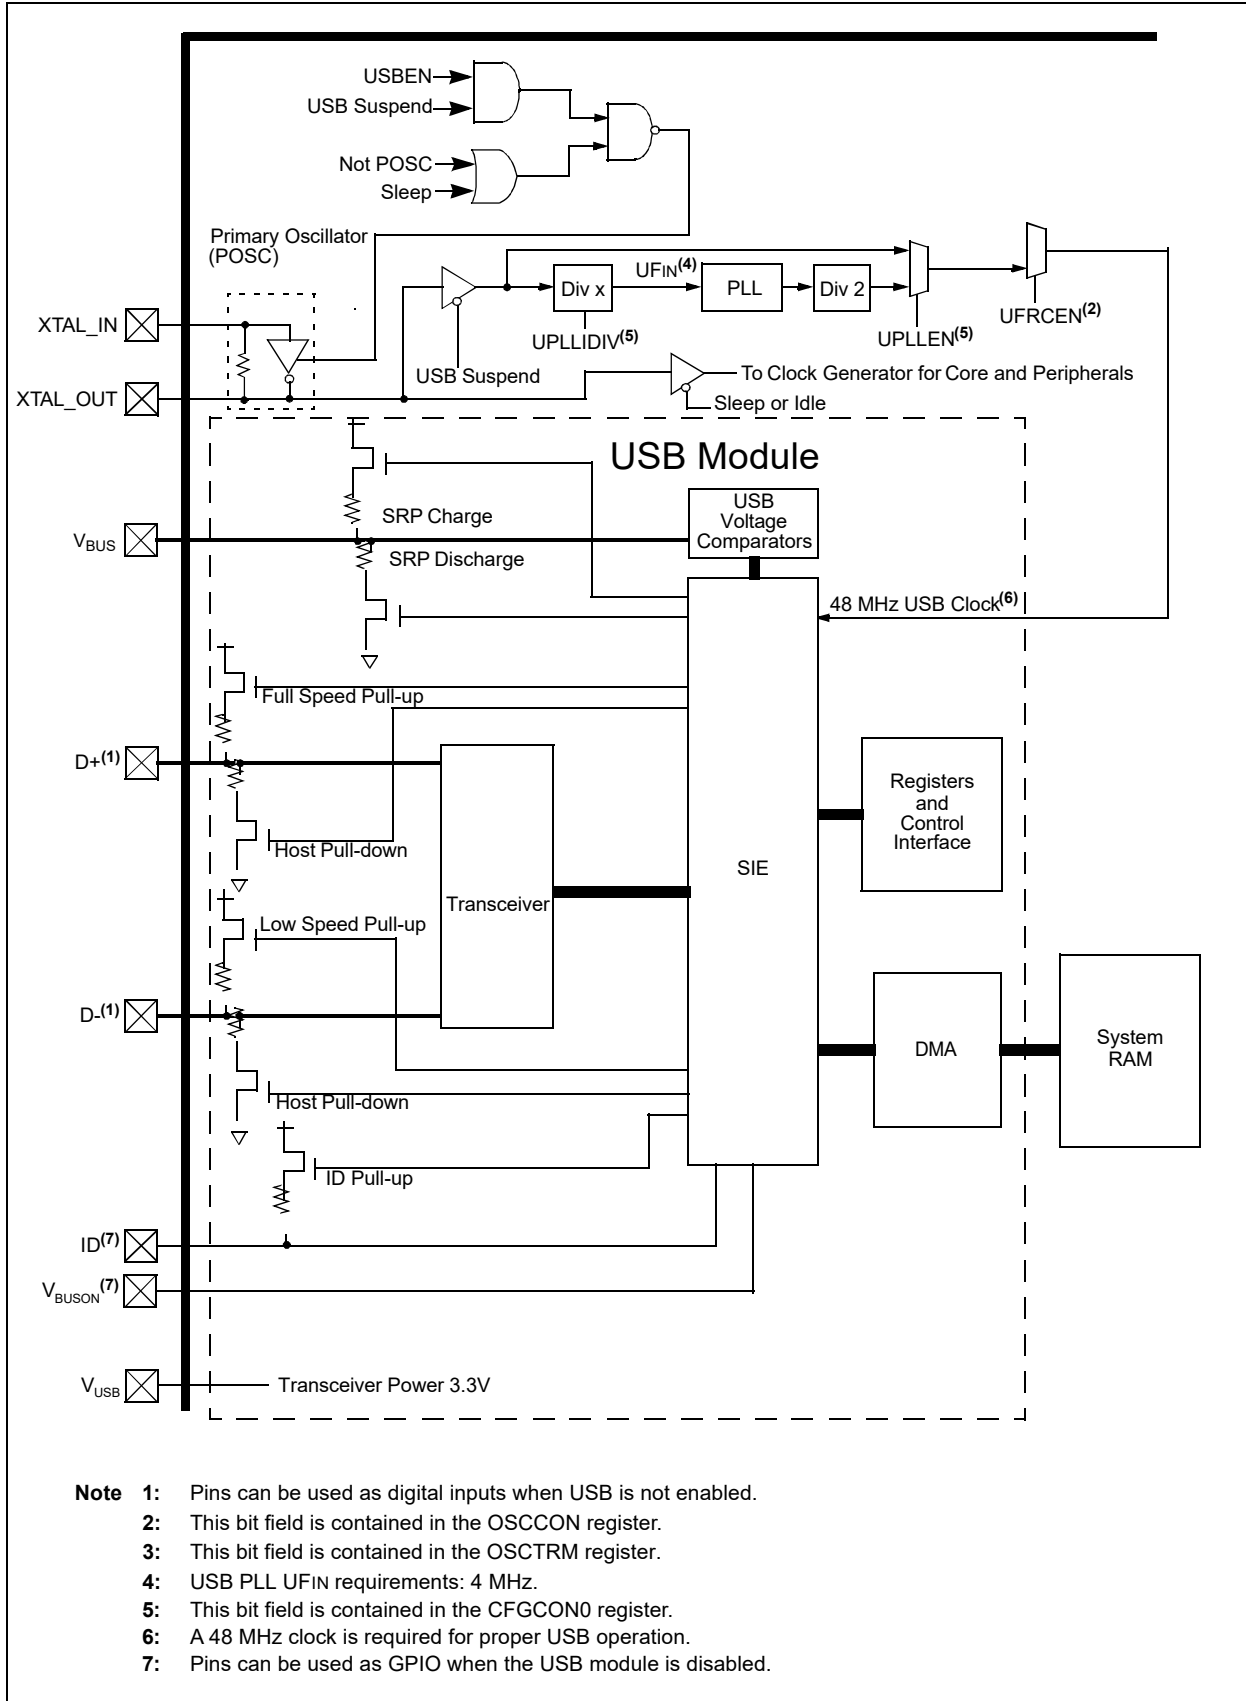 USBEN
USB Suspend
Not POSC
Sleep
Primary Oscillator
(POSC)
UFIN(4)
Div x
PLL
Div 2
UFRCEN(2)
UPLLIDIV(5)
UPLLEN(5)
XTAL_IN
USB Suspend
To Clock Generator for Core and Peripherals
XTAL_OUT
Sleep or Idle
USB Module
USB
Voltage
Comparators
SRP Charge
VBUS
SRP Discharge
48 MHz USB Clock(6)
Full Speed Pull-up
D+(1)
Registers
and
Control
Interface
Host Pull-down
SIE
Transceiver
Low Speed Pull-up
D-(1)
DMA
System
RAM
Host Pull-down
ID Pull-up
ID(7)
VBUSON(7)
VUSB
Transceiver Power 3.3V
Note 1: Pins can be used as digital inputs when USB is not enabled.
2: This bit field is contained in the OSCCON register.
3: This bit field is contained in the OSCTRM register.
4: USB PLL UFIN requirements: 4 MHz.
5: This bit field is contained in the CFGCON0 register.
6: A 48 MHz clock is required for proper USB operation.
7: Pins can be used as GPIO when the USB module is disabled.